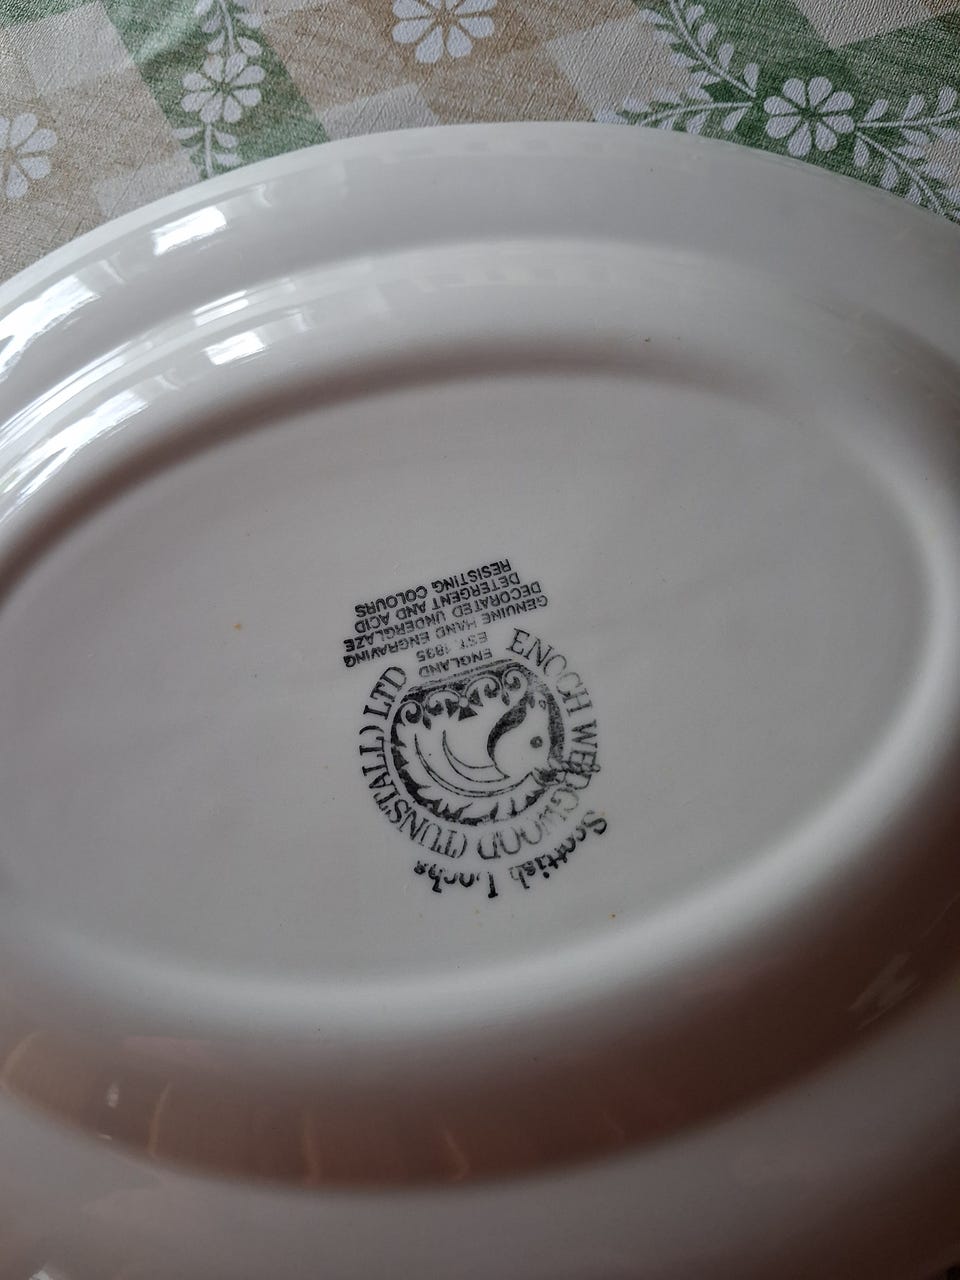 Scottish Lochs
ENOCH WEDGWOOD (TUNSTALL) LTD
ENGLAND
EST. 1835
GENUINE HAND ENGRAVING
DECORATED UNDERGLAZE
DETERGENT AND ACID
RESISTING COLOURS